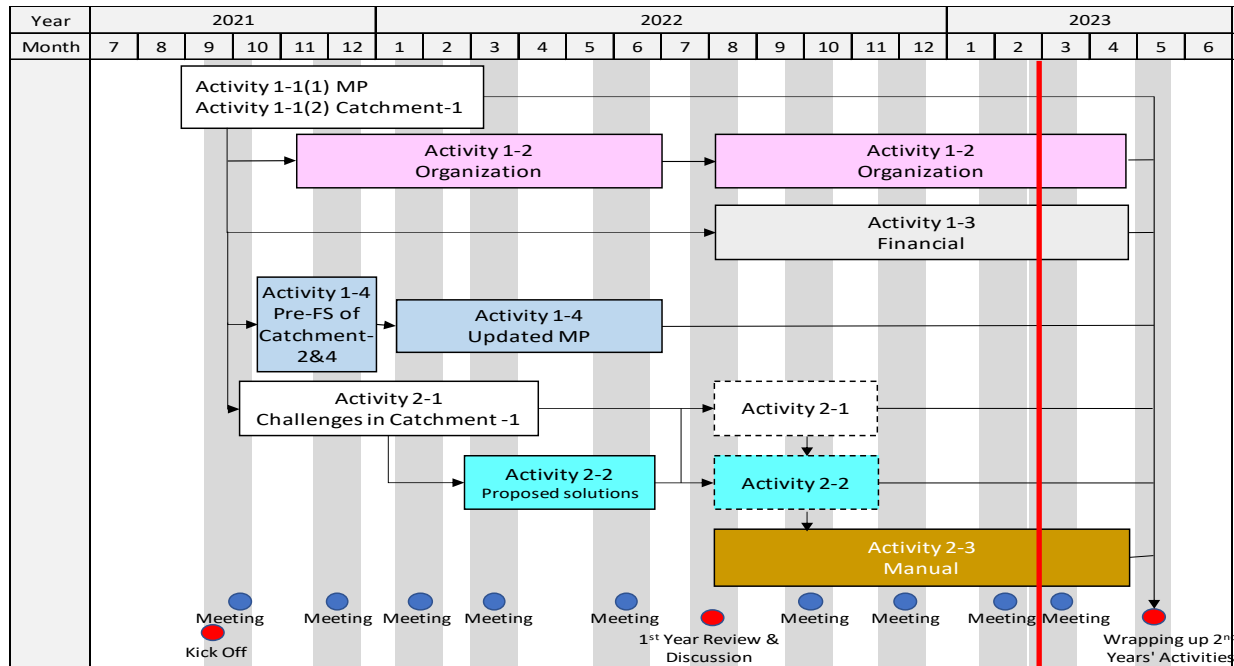 Year 2021 2022 2023
Month 7 8 9 10 11 12 1 2 3 4 5 6 7 8 9 10 11 12 1 2 3 4 5 6
Activity 1-1(1) MP
Activity 1-1(2) Catchment-1
Activity 1-2
Organization
Activity 1-2
Organization
Activity 1-3
Financial
Activity 1-4
Pre-FS of
Catchment-
2&4
Activity 1-4
Updated MP
Activity 2-1
Challenges in Catchment -1
Activity 2-1
Activity 2-2
Proposed solutions
Activity 2-2
Activity 2-3
Manual
Meeting Meeting Meeting Meeting Meeting Meeting Meeting Meeting Meeting
Kick Off
1st Year Review &
Discussion
Wrapping up 2nd
Years' Activities